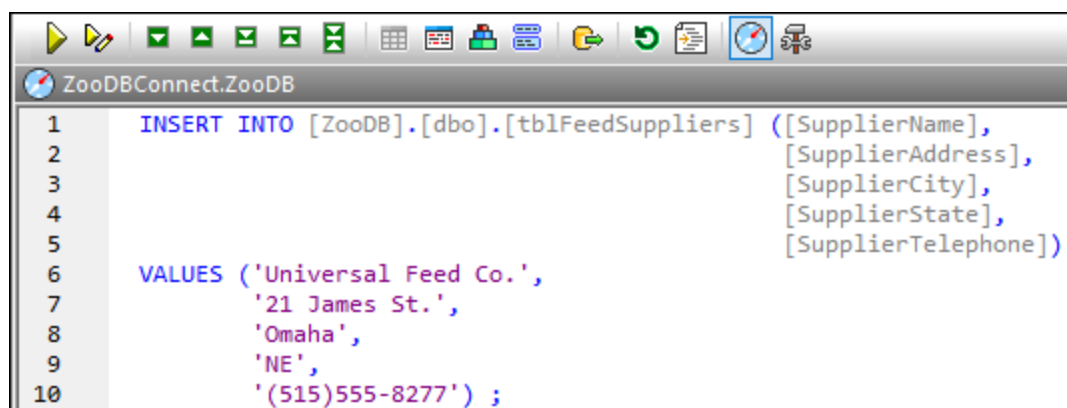 ZooDBConnect.ZooDB
1 INSERT INTO [ZooDB].[dbo].[tblFeedSuppliers] ([SupplierName],
2 [SupplierAddress],
3 [SupplierCity],
4 [SupplierState],
5 [SupplierTelephone])
6 VALUES ('Universal Feed Co.',
7 '21 James St.',
8 'Omaha',
9 'NE',
10 '(515)555-8277') ;